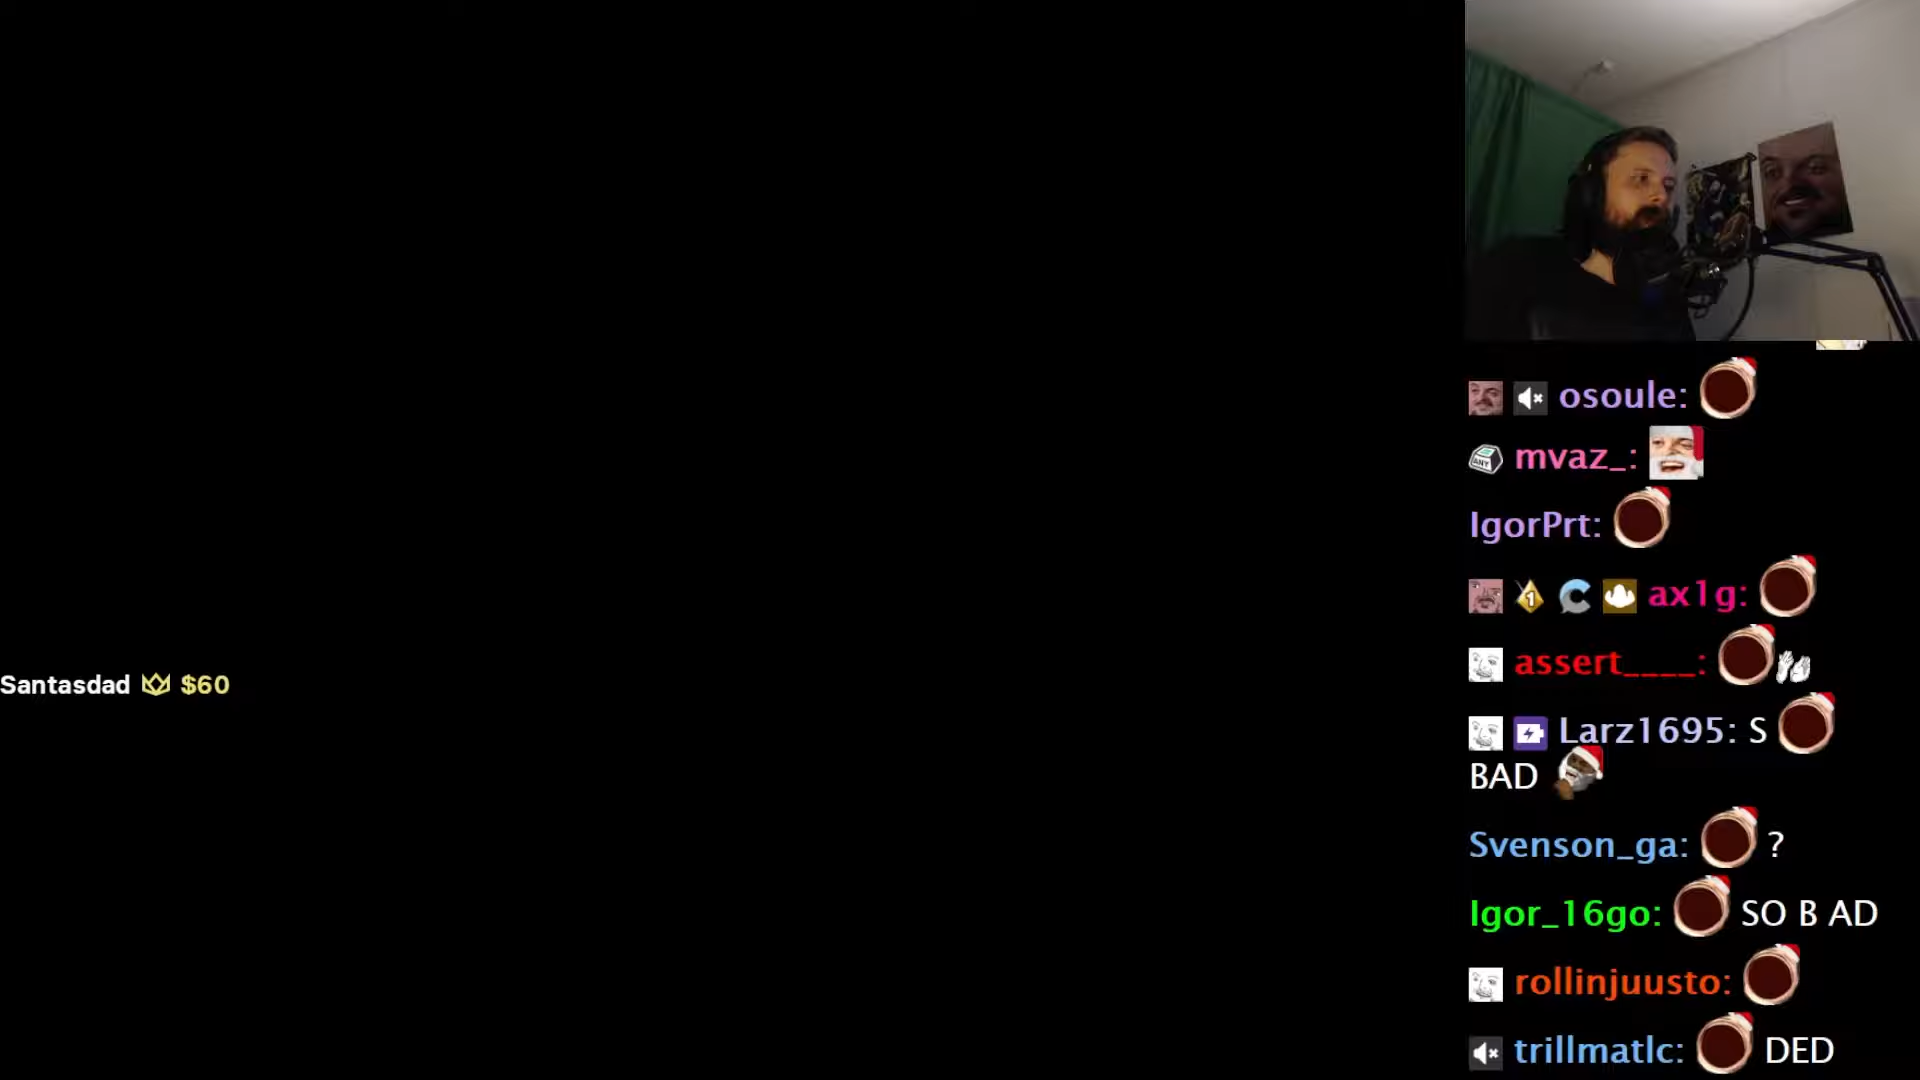 osoule:
mvaz_:
IgorPrt:
ax1g:
assert____:
Santasdad $60
Larz1695: S
BAD
Svenson_ga: ?
Igor_16go: SO B AD
rollinjuusto:
trillmatlc: DED